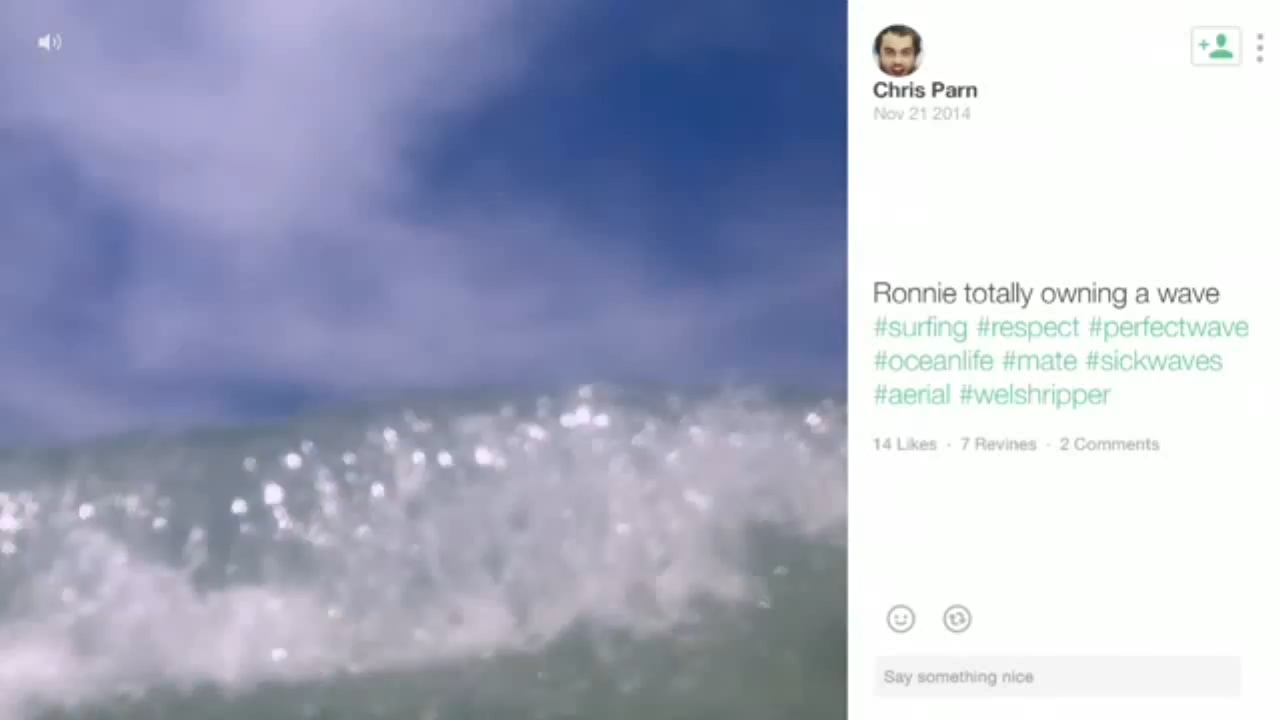 Chris Parn
Nov 21 2014
Ronnie totally owning a wave
#surfing #respect #perfectwave
#oceanlife #mate #sickwaves
#aerial #welshripper
14 Likes · 7 Revines · 2 Comments
Say something nice